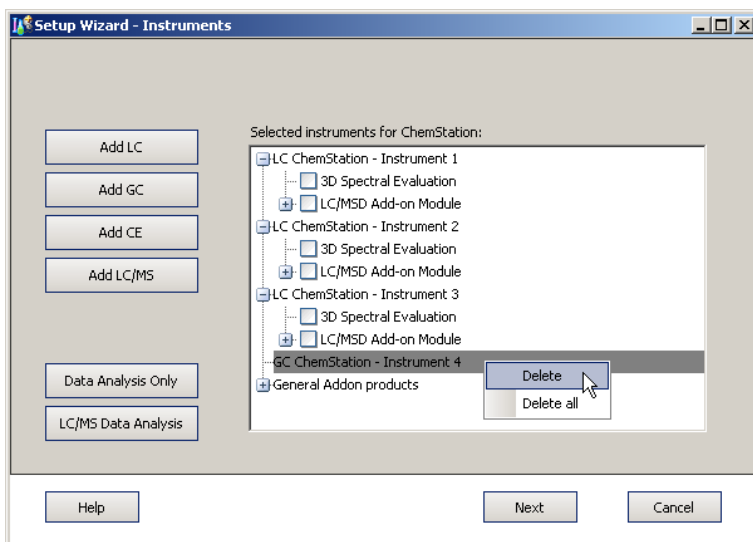 Setup Wizard - Instruments
Selected instruments for ChemStation:
Add LC
Add GC
Add CE
Add LC/MS
Data Analysis Only
LC/MS Data Analysis
LC ChemStation - Instrument 1
3D Spectral Evaluation
LC/MSD Add-on Module
LC ChemStation - Instrument 2
3D Spectral Evaluation
LC/MSD Add-on Module
LC ChemStation - Instrument 3
3D Spectral Evaluation
LC/MSD Add-on Module
GC ChemStation - Instrument 4
General Addon products
Delete
Delete all
Help
Next
Cancel